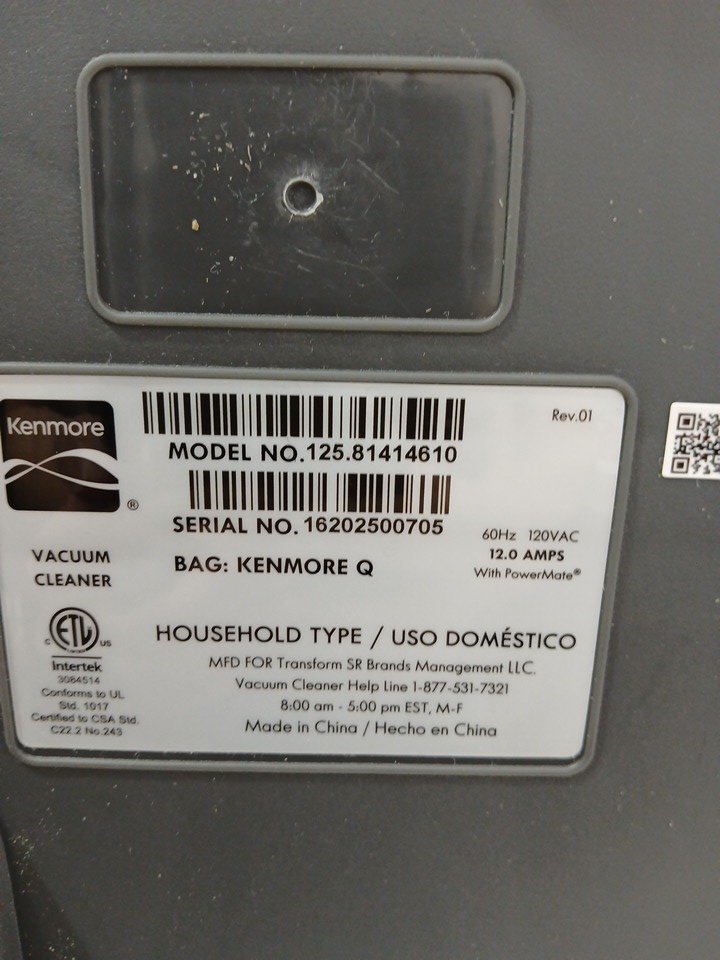 Kenmore
®
VACUUM
CLEANER
MODEL NO.125.81414610
SERIAL NO. 16202500705
BAG: KENMORE Q
Rev.01
60Hz 120VAC
12.0 AMPS
With PowerMate®
C ETL US
Intertek
3084514
Conforms to UL
Std. 1017
Certified to CSA Std.
C22.2 No.243
HOUSEHOLD TYPE / USO DOMÉSTICO
MFD FOR Transform SR Brands Management LLC.
Vacuum Cleaner Help Line 1-877-531-7321
8:00 am - 5:00 pm EST, M-F
Made in China / Hecho en China